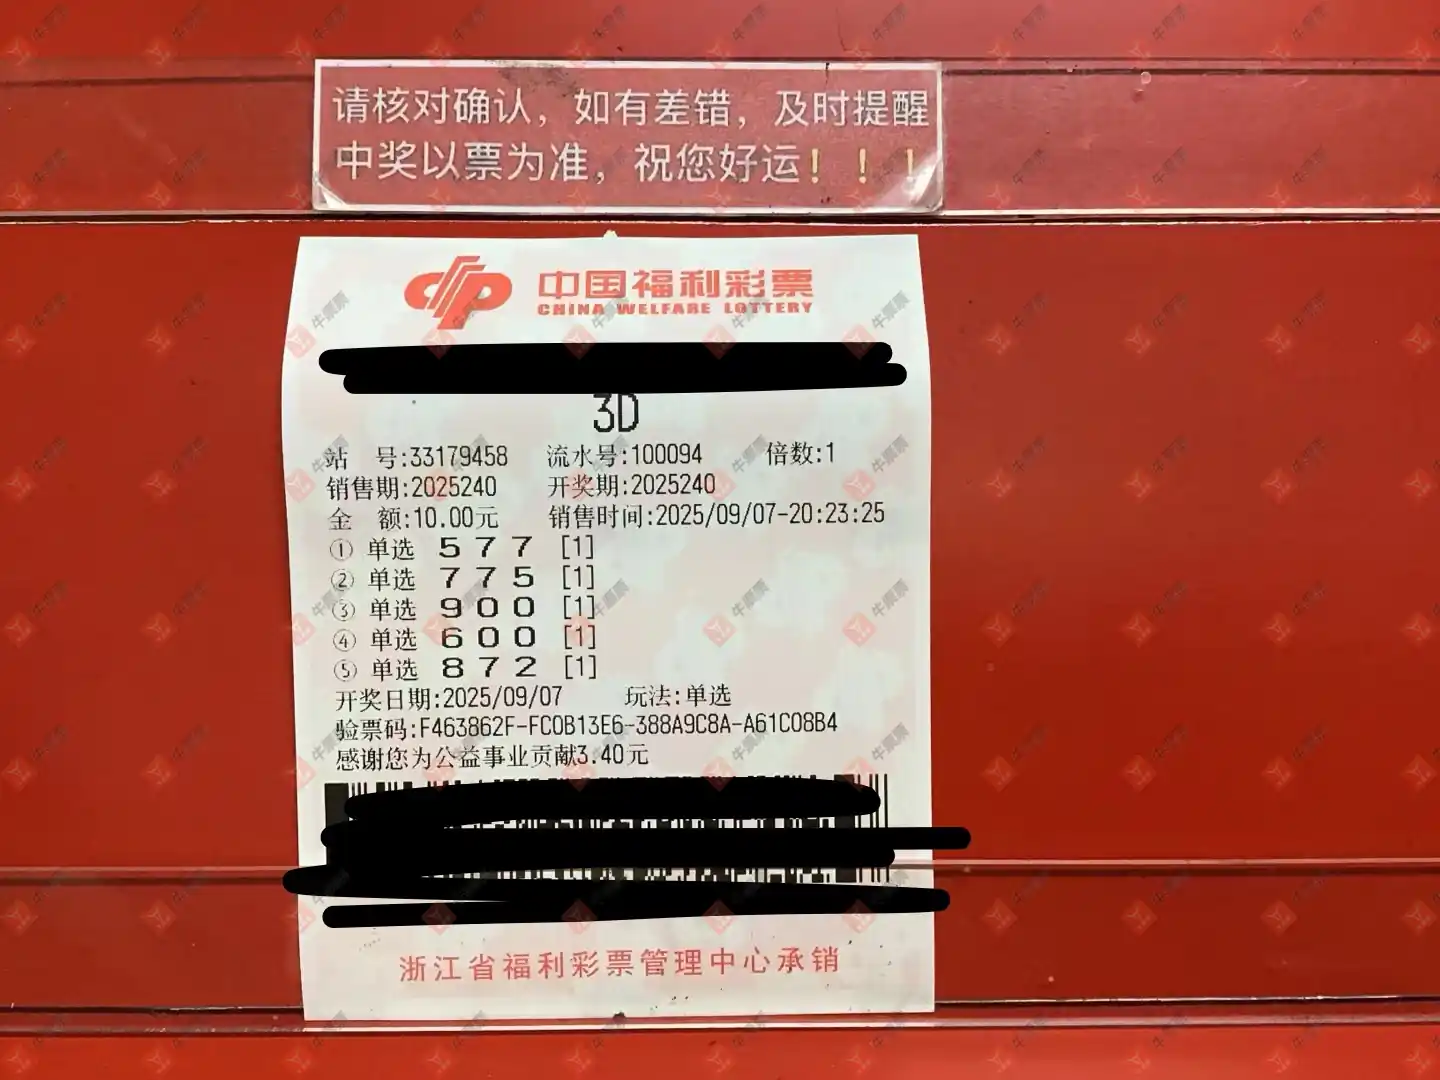 请核对确认，如有差错，及时提醒
中奖以票为准，祝您好运！！！
中国福利彩票
CHINA WELFARE LOTTERY
3D
站 号:33179458 流水号:100094 倍数:1
销售期:2025240 开奖期:2025240
金 额:10.00元 销售时间:2025/09/07-20:23:25
① 单选 5 7 7 [1]
② 单选 7 7 5 [1]
③ 单选 9 0 0 [1]
④ 单选 6 0 0 [1]
⑤ 单选 8 7 2 [1]
开奖日期:2025/09/07 玩法:单选
验票码:F463862F-FC0B13E6-388A9C8A-A61C08B4
感谢您为公益事业贡献3.40元
浙江省福利彩票管理中心承销